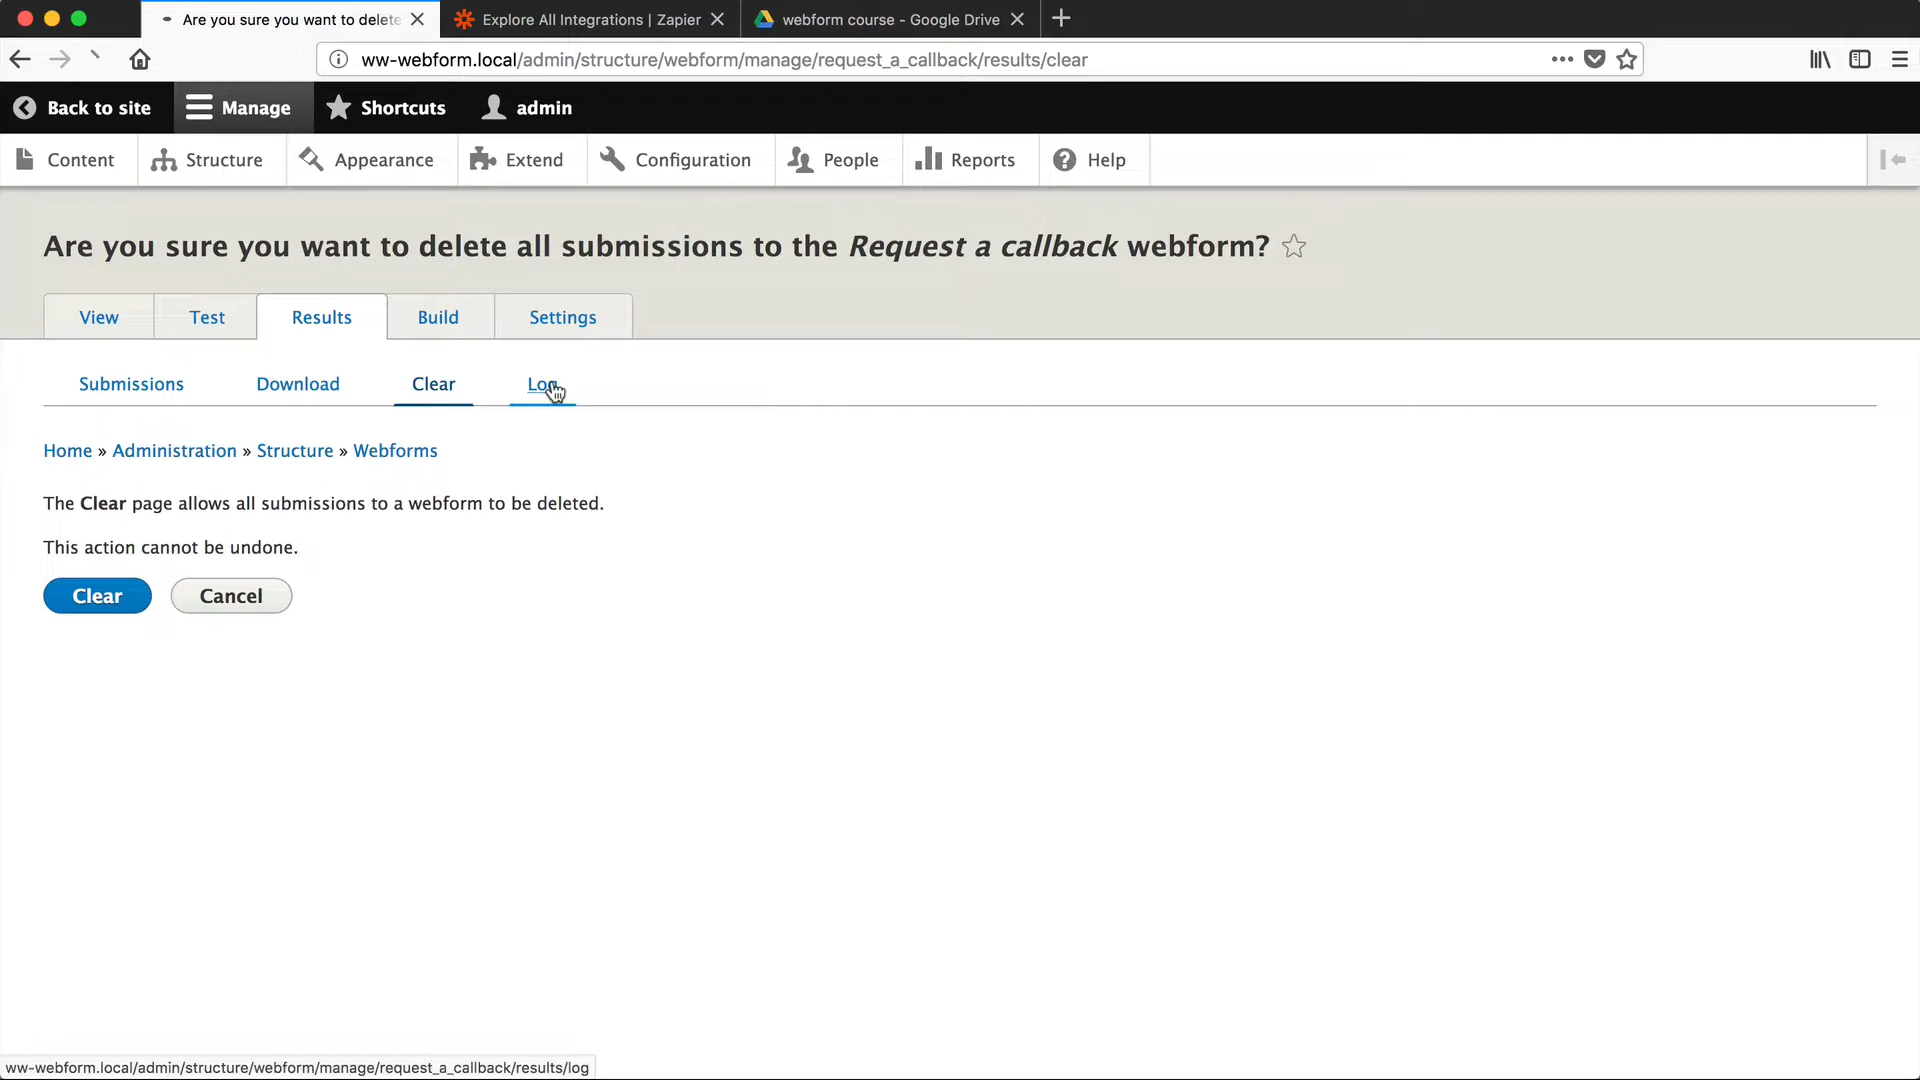 Are you sure you want to delete
Explore All Integrations | Zapier
webform course - Google Drive
ww-webform.local/admin/structure/webform/manage/request_a_callback/results/clear
Back to site
Manage
Shortcuts
admin
Content
Structure
Appearance
Extend
Configuration
People
Reports
Help
Are you sure you want to delete all submissions to the Request a callback webform?
View
Test
Results
Build
Settings
Submissions
Download
Clear
Log
Home » Administration » Structure » Webforms
The Clear page allows all submissions to a webform to be deleted.
This action cannot be undone.
Clear
Cancel
ww-webform.local/admin/structure/webform/manage/request_a_callback/results/log